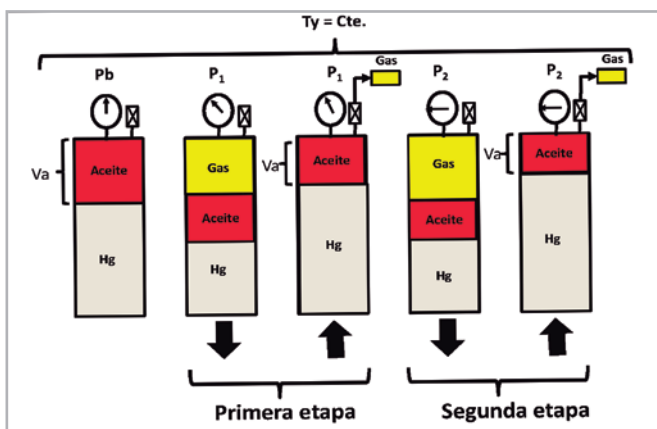 Ty = Cte.
Pb
P1
P1
Gas
P2
P2
Gas
Va
Aceite
Hg
Gas
Aceite
Hg
Va
Aceite
Hg
Gas
Aceite
Hg
Va
Aceite
Hg
Primera etapa
Segunda etapa